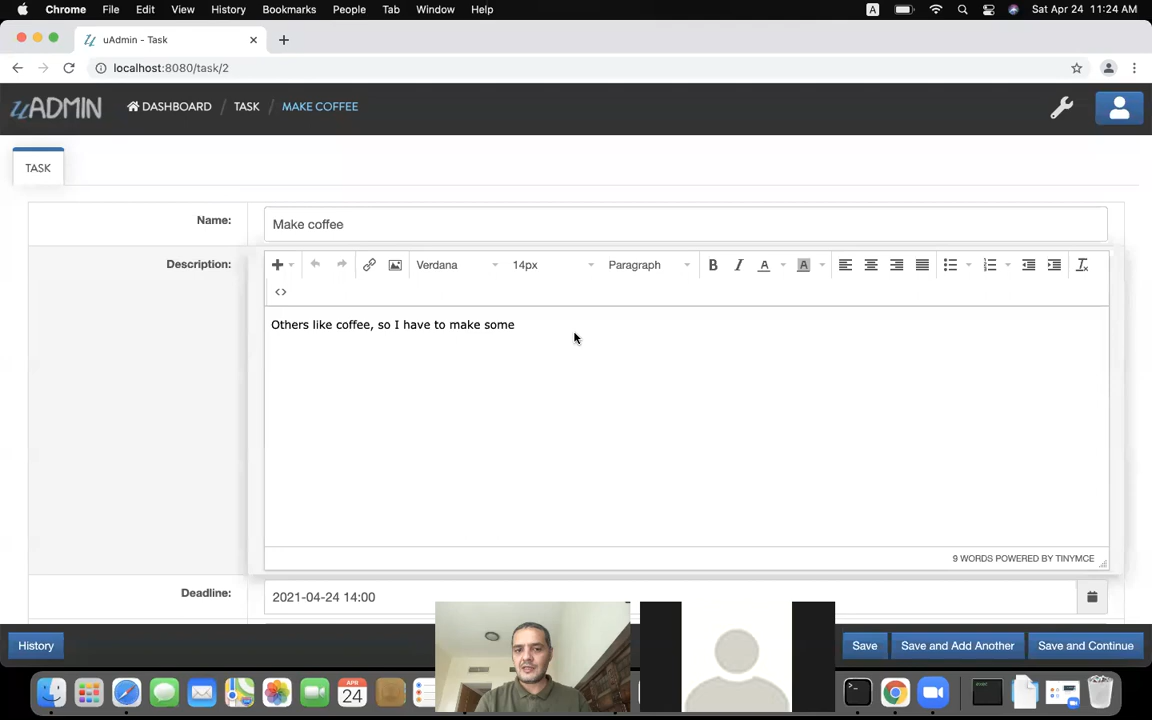 Chrome File Edit View History Bookmarks People Tab Window Help A Sat Apr 24 11:24 AM
uAdmin - Task
localhost:8080/task/2
uADMIN DASHBOARD / TASK / MAKE COFFEE
TASK
Name: Make coffee
Description: Verdana 14px Paragraph B I A A
<>
Others like coffee, so I have to make some
9 WORDS POWERED BY TINYMCE
Deadline: 2021-04-24 14:00
History Save Save and Add Another Save and Continue
APR
24